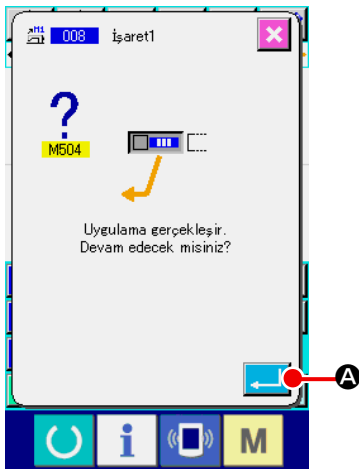 008 İşaret1
?
M504
Uygulama gerçekleşir.
Devam edecek misiniz?
A
i M